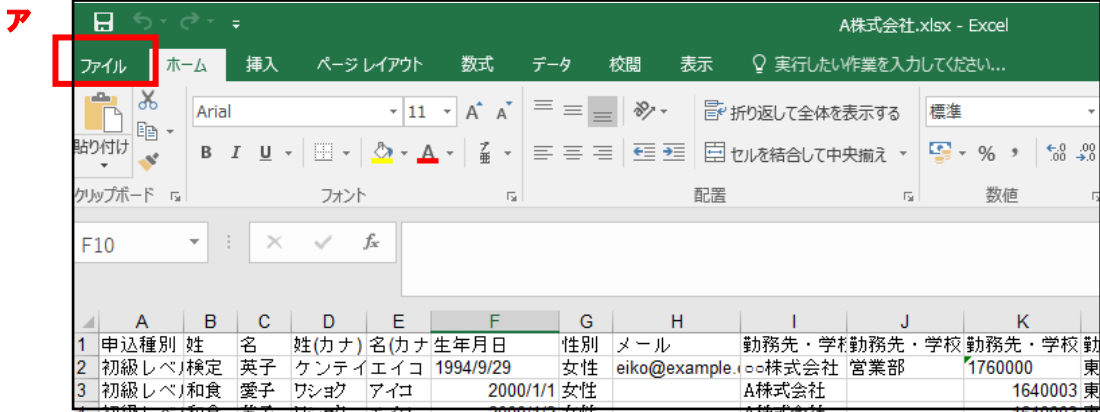 ア
A株式会社.xlsx - Excel
ファイル ホーム 挿入 ページ レイアウト 数式 データ 校閲 表示 実行したい作業を入力してください...
Arial 11 A A 折り返して全体を表示する 標準
貼り付け B I U A ア亜 セルを結合して中央揃え % , .0 .00 .00 .0
クリップボード フォント 配置 数値
F10 fx
A B C D E F G H I J K
1 申込種別 姓 名 姓(カナ) 名(カナ 生年月日 性別 メール 勤務先・学校 勤務先・学校 勤務先・学校 勤
2 初級レベル 検定 英子 ケンテイ エイコ 1994/9/29 女性 eiko@example. ○○株式会社 営業部 1760000 東
3 初級レベル 和食 愛子 ワショク アイコ 2000/1/1 女性 A株式会社 1640003 東